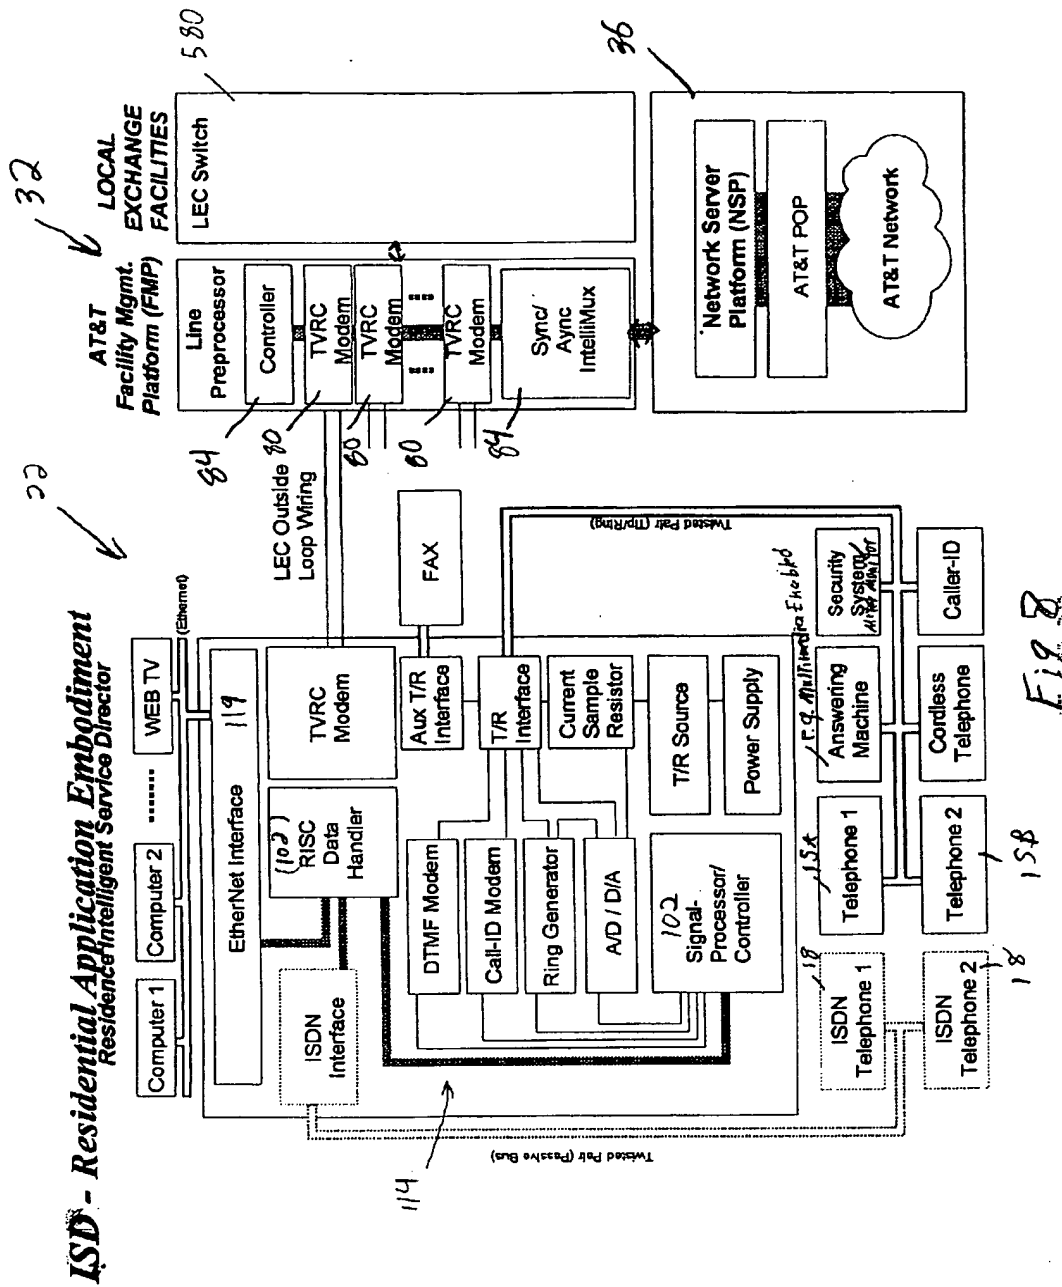 ISD - Residential Application Embodiment
Residence Intelligent Service Director
22
32
Computer 1
Computer 2
......
WEB TV
(Ethernet)
EtherNet Interface
119
ISDN
Interface
(102)
RISC
Data
Handler
TVRC
Modem
LEC Outside
Loop Wiring
Aux T/R
Interface
FAX
DTMF Modem
Call-ID Modem
Ring Generator
A/D / D/A
T/R
Interface
Current
Sample
Resistor
102
Signal-
Processor/
Controller
T/R Source
Power Supply
114
Twisted Pair (Passive Bus)
Twisted Pair (Tip/Ring)
18
ISDN
Telephone 1
ISDN
Telephone 2
18
15A
Telephone 1
Telephone 2
15B
e.g. Multimedia Enabled
Answering
Machine
Cordless
Telephone
Security
System
Caller-ID
AT&T
Facility Mgmt.
Platform (FMP)
Line
Preprocessor
84
Controller
80
TVRC
Modem
80
TVRC
Modem
....
....
80
TVRC
Modem
84
Sync/
Aync
IntelliMux
LOCAL
EXCHANGE
FACILITIES
580
LEC Switch
36
Network Server
Platform (NSP)
AT&T POP
AT&T Network
Fig 8